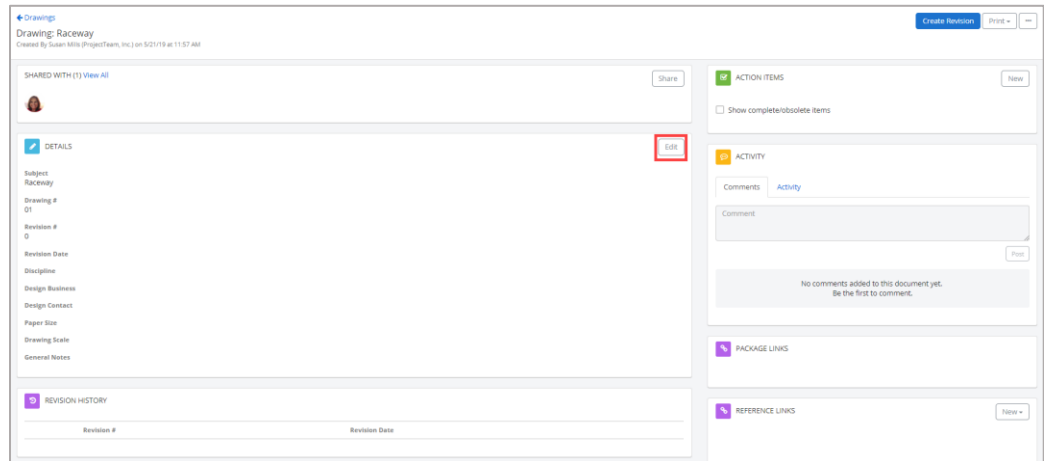 Drawings
Create Revision Print
Drawing: Raceway
Created By Susan Mills (ProjectTeam, Inc.) on 5/21/19 at 11:57 AM
SHARED WITH (1) View All
Share
DETAILS
Edit
Subject
Raceway
Drawing #
01
Revision #
0
Revision Date
Discipline
Design Business
Design Contact
Paper Size
Drawing Scale
General Notes
REVISION HISTORY
Revision # Revision Date
ACTION ITEMS
New
Show complete/obsolete items
ACTIVITY
Comments Activity
Comment
Post
No comments added to this document yet.
Be the first to comment.
PACKAGE LINKS
REFERENCE LINKS
New